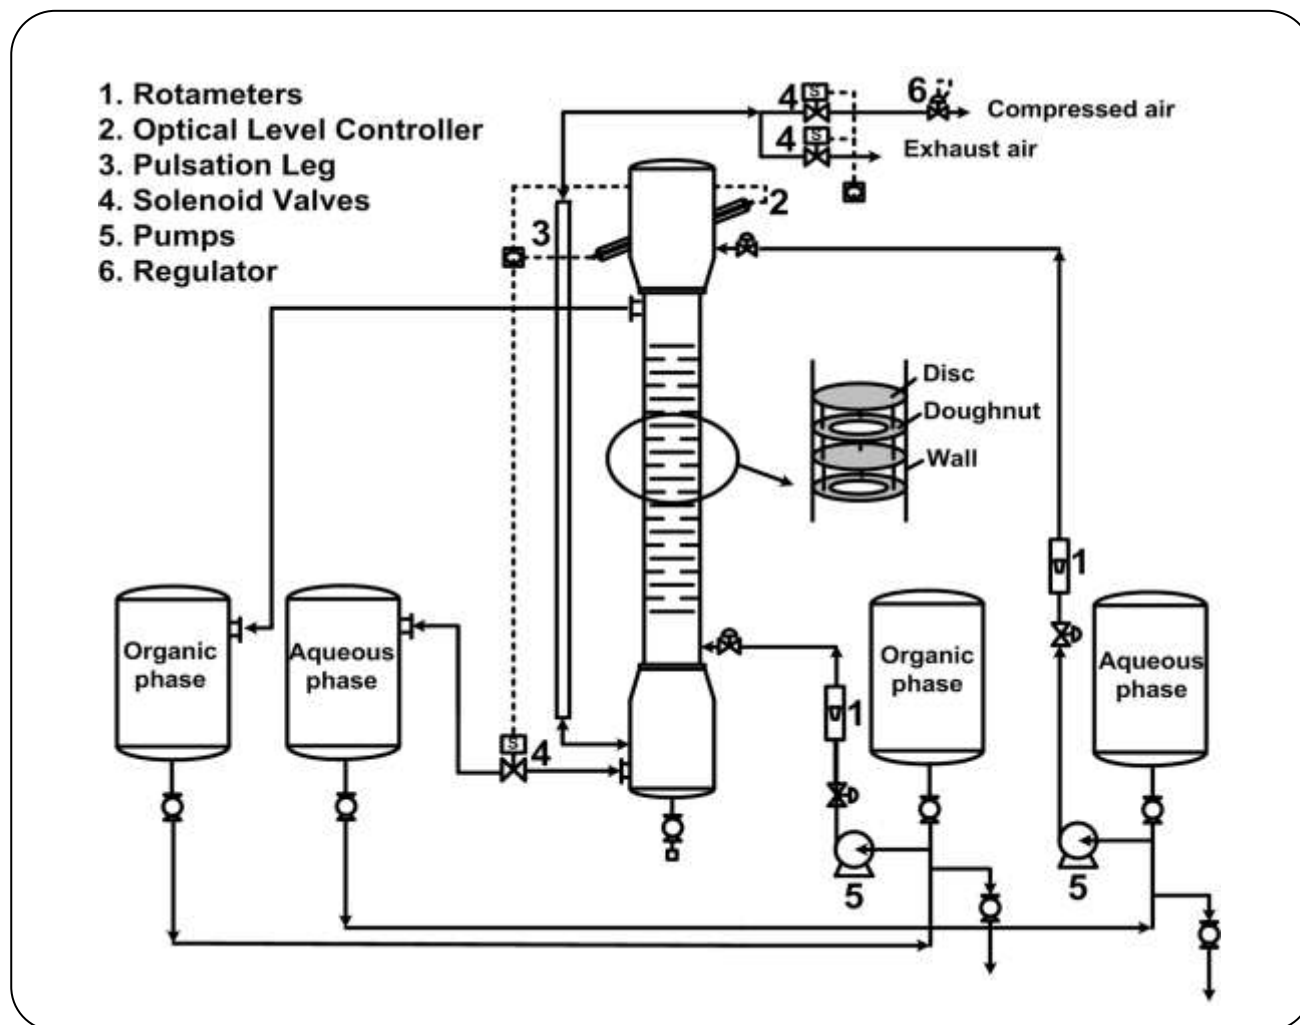 1. Rotameters
2. Optical Level Controller
3. Pulsation Leg
4. Solenoid Valves
5. Pumps
6. Regulator
4
S
6
Compressed air
4
S
Exhaust air
2
3
Disc
Doughnut
Wall
1
Organic
phase
Aqueous
phase
Organic
phase
Aqueous
phase
1
S
4
5
5